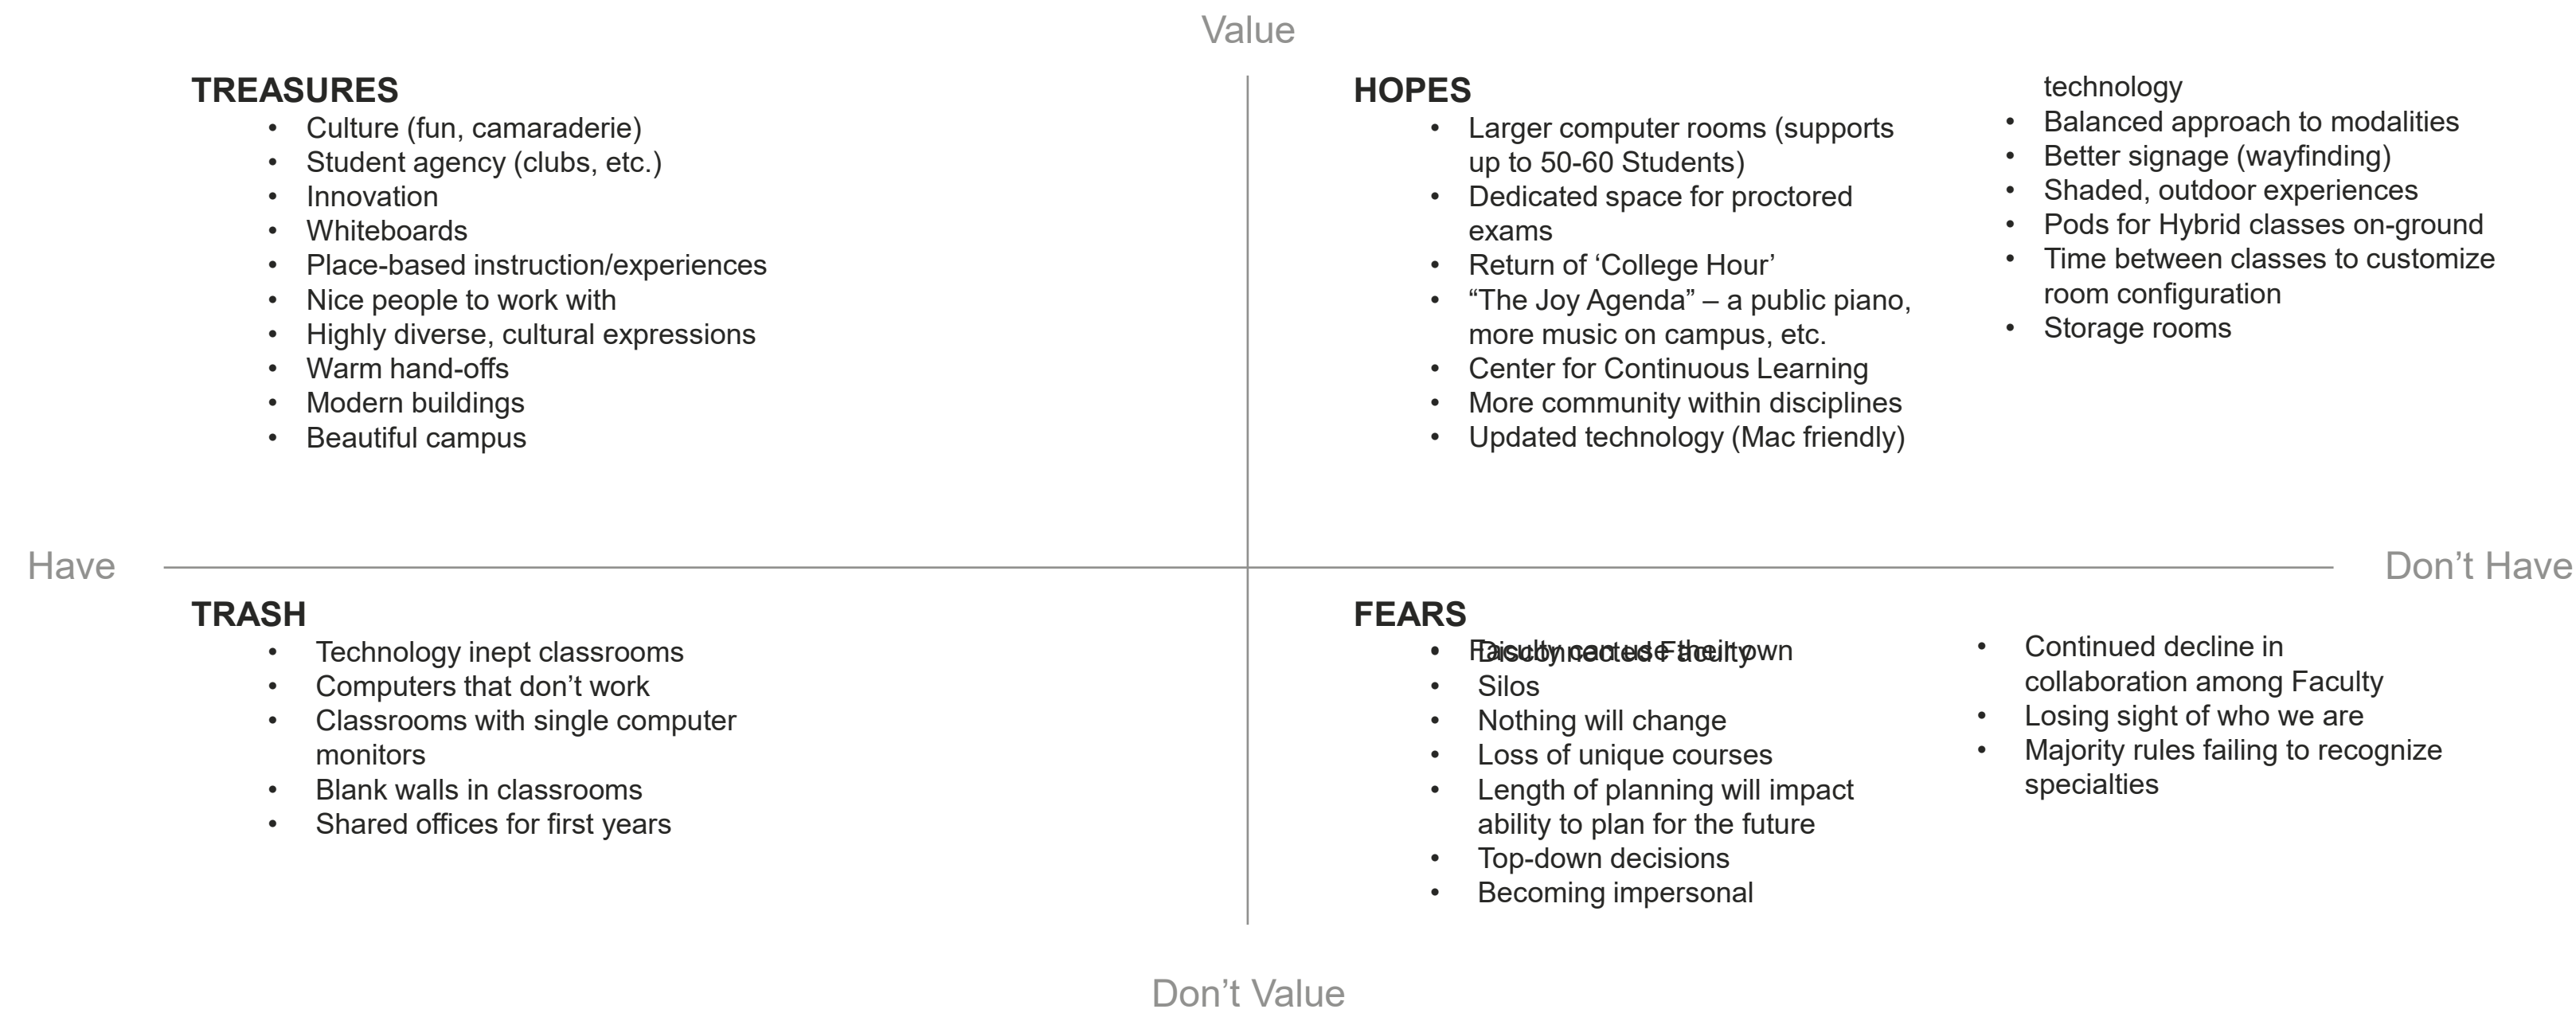 Value
TREASURES
• Culture (fun, camaraderie)
• Student agency (clubs, etc.)
• Innovation
• Whiteboards
• Place-based instruction/experiences
• Nice people to work with
• Highly diverse, cultural expressions
• Warm hand-offs
• Modern buildings
• Beautiful campus
HOPES
• Larger computer rooms (supports
up to 50-60 Students)
• Dedicated space for proctored
exams
• Return of ‘College Hour’
• “The Joy Agenda” – a public piano,
more music on campus, etc.
• Center for Continuous Learning
• More community within disciplines
• Updated technology (Mac friendly)
technology
• Balanced approach to modalities
• Better signage (wayfinding)
• Shaded, outdoor experiences
• Pods for Hybrid classes on-ground
• Time between classes to customize
room configuration
• Storage rooms
Have
Don’t Have
TRASH
• Technology inept classrooms
• Computers that don’t work
• Classrooms with single computer
monitors
• Blank walls in classrooms
• Shared offices for first years
FEARS
• Faculty can use their own
• Disconnected Faculty
• Silos
• Nothing will change
• Loss of unique courses
• Length of planning will impact
ability to plan for the future
• Top-down decisions
• Becoming impersonal
• Continued decline in
collaboration among Faculty
• Losing sight of who we are
• Majority rules failing to recognize
specialties
Don’t Value